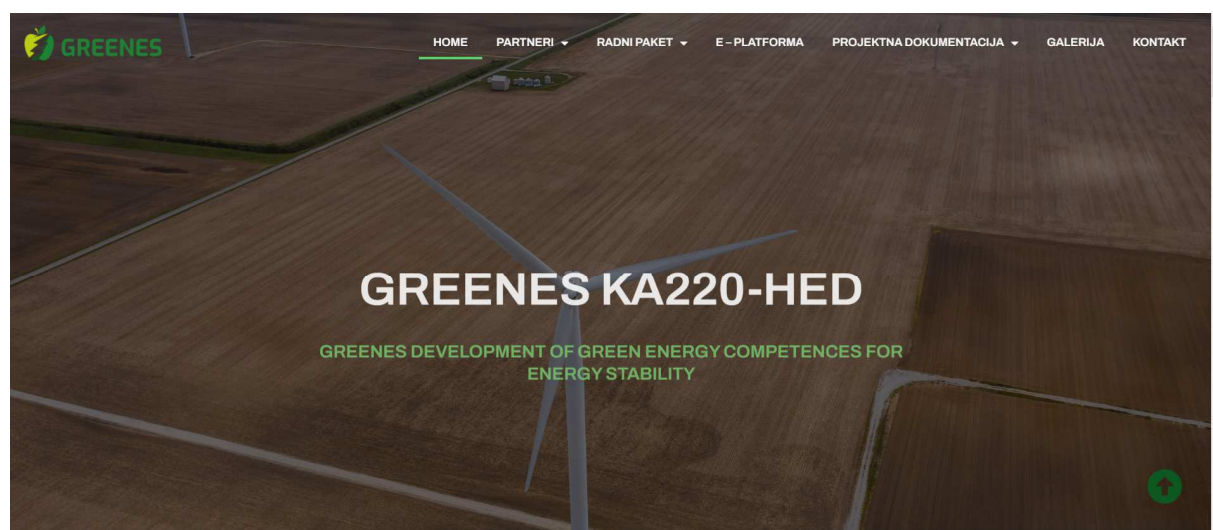 GREENES
HOME PARTNERI RADNI PAKET E – PLATFORMA PROJEKTNA DOKUMENTACIJA GALERIJA KONTAKT
GREENES KA220-HED
GREENES DEVELOPMENT OF GREEN ENERGY COMPETENCES FOR
ENERGY STABILITY